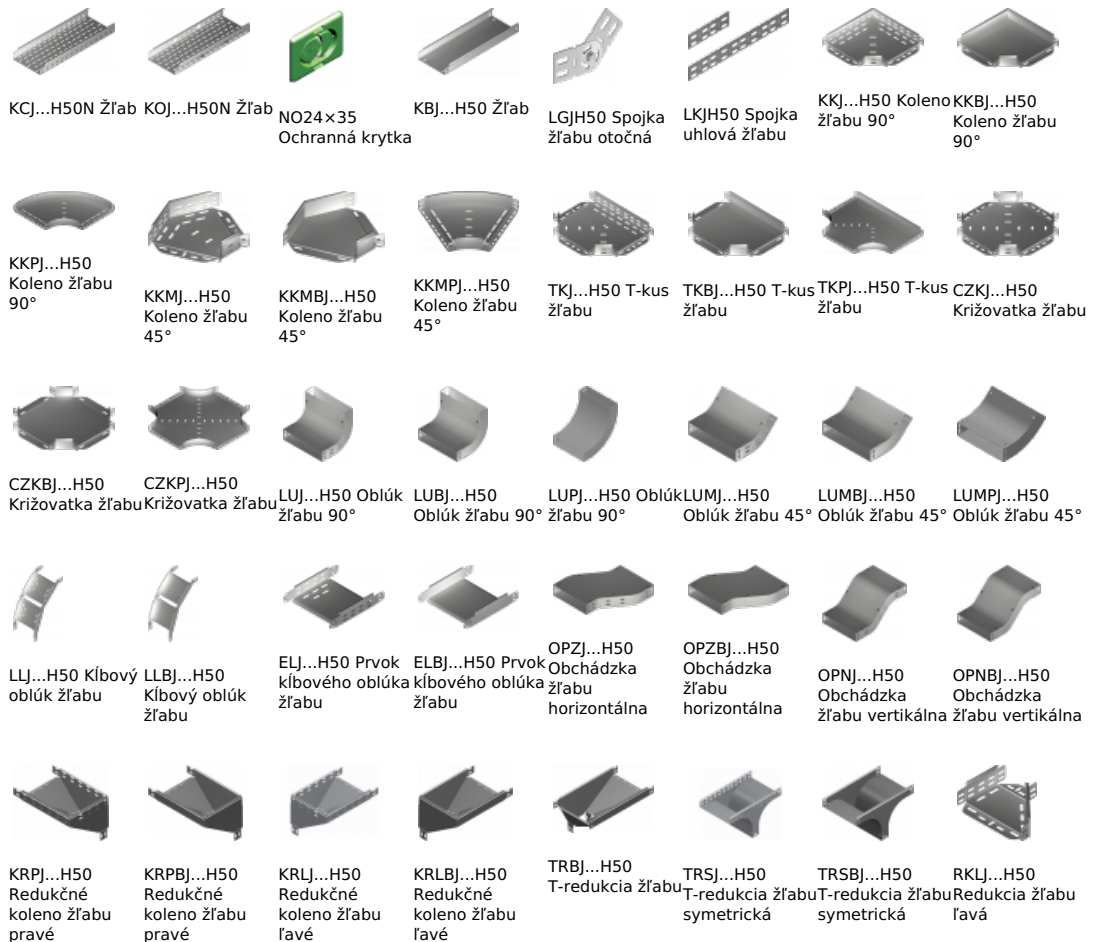 KCJ...H50N Žľab
KOJ...H50N Žľab
NO24×35
Ochranná krytka
KBJ...H50 Žľab
LGJH50 Spojka
žľabu otočná
LKJH50 Spojka
uhlová žľabu
KKJ...H50 Koleno
žľabu 90°
KKBJ...H50
Koleno žľabu
90°
KKPJ...H50
Koleno žľabu
90°
KKMJ...H50
Koleno žľabu
45°
KKMBJ...H50
Koleno žľabu
45°
KKMPJ...H50
Koleno žľabu
45°
TKJ...H50 T-kus
žľabu
TKBJ...H50 T-kus
žľabu
TKPJ...H50 T-kus
žľabu
CZKJ...H50
Križovatka žľabu
CZKBJ...H50
Križovatka žľabu
CZKPJ...H50
Križovatka žľabu
LUJ...H50 Oblúk
žľabu 90°
LUBJ...H50
Oblúk žľabu 90°
LUPJ...H50 Oblúk
žľabu 90°
LUMJ...H50
Oblúk žľabu 45°
LUMBJ...H50
Oblúk žľabu 45°
LUMPJ...H50
Oblúk žľabu 45°
LLJ...H50 Kĺbový
oblúk žľabu
LLBJ...H50
Kĺbový oblúk
žľabu
ELJ...H50 Prvok
kĺbového oblúka
žľabu
ELBJ...H50 Prvok
kĺbového oblúka
žľabu
OPZJ...H50
Obchádzka
žľabu
horizontálna
OPZBJ...H50
Obchádzka
žľabu
horizontálna
OPNJ...H50
Obchádzka
žľabu vertikálna
OPNBJ...H50
Obchádzka
žľabu vertikálna
KRPJ...H50
Redukčné
koleno žľabu
pravé
KRPBJ...H50
Redukčné
koleno žľabu
pravé
KRLJ...H50
Redukčné
koleno žľabu
ľavé
KRLBJ...H50
Redukčné
koleno žľabu
ľavé
TRBJ...H50
T-redukcia žľabu
TRSJ...H50
T-redukcia žľabu
symetrická
TRSBJ...H50
T-redukcia žľabu
symetrická
RKLJ...H50
Redukcia žľabu
ľavá